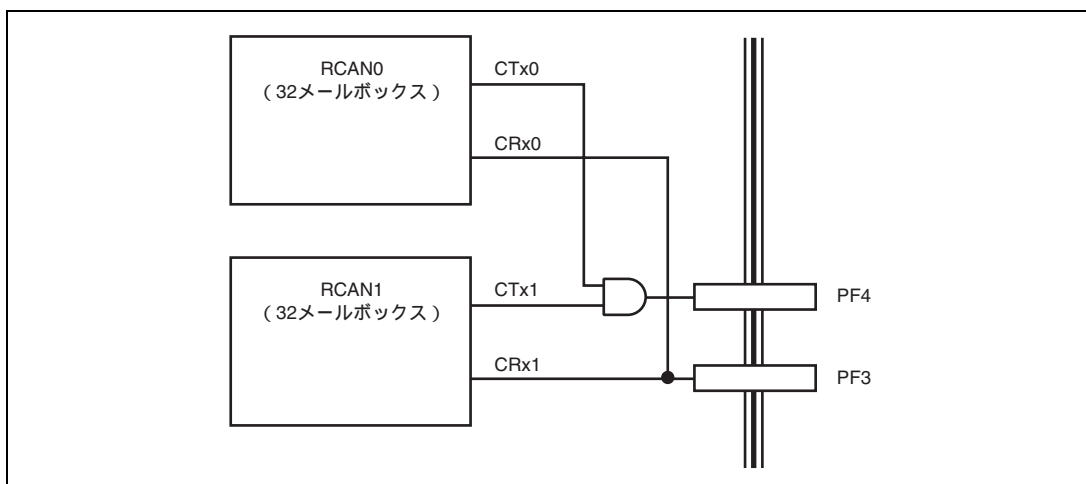 RCAN0
(32メールボックス)
CTx0
CRx0
RCAN1
(32メールボックス)
CTx1
CRx1
PF4
PF3